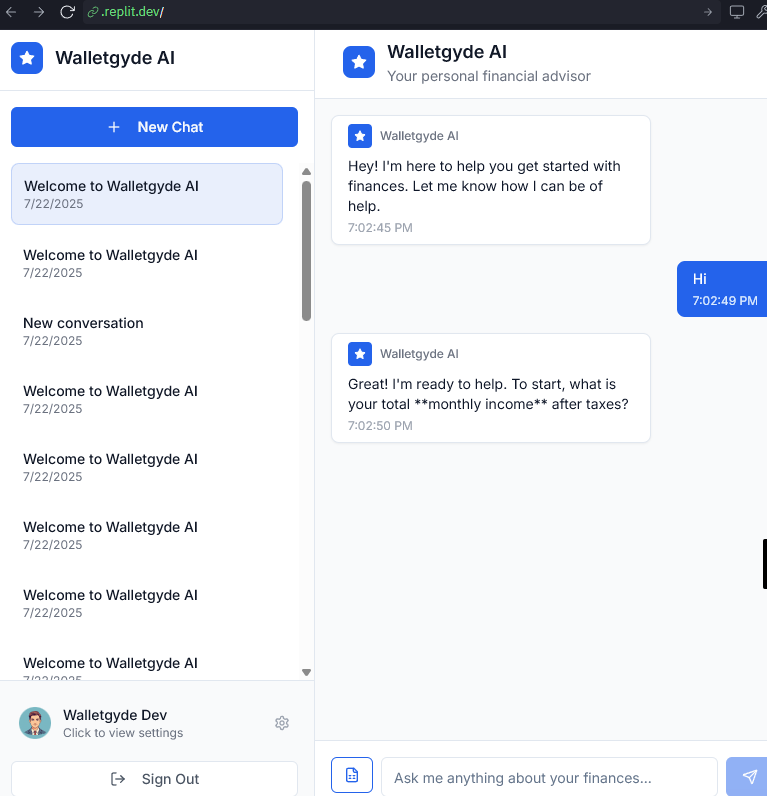 .replit.dev/
Walletgyde AI
New Chat
Welcome to Walletgyde AI
7/22/2025
Welcome to Walletgyde AI
7/22/2025
New conversation
7/22/2025
Welcome to Walletgyde AI
7/22/2025
Welcome to Walletgyde AI
7/22/2025
Welcome to Walletgyde AI
7/22/2025
Welcome to Walletgyde AI
7/22/2025
Welcome to Walletgyde AI
7/22/2025
Walletgyde Dev
Click to view settings
Sign Out
Walletgyde AI
Your personal financial advisor
Walletgyde AI
Hey! I'm here to help you get started with
finances. Let me know how I can be of
help.
7:02:45 PM
Hi
7:02:49 PM
Walletgyde AI
Great! I'm ready to help. To start, what is
your total **monthly income** after taxes?
7:02:50 PM
Ask me anything about your finances...